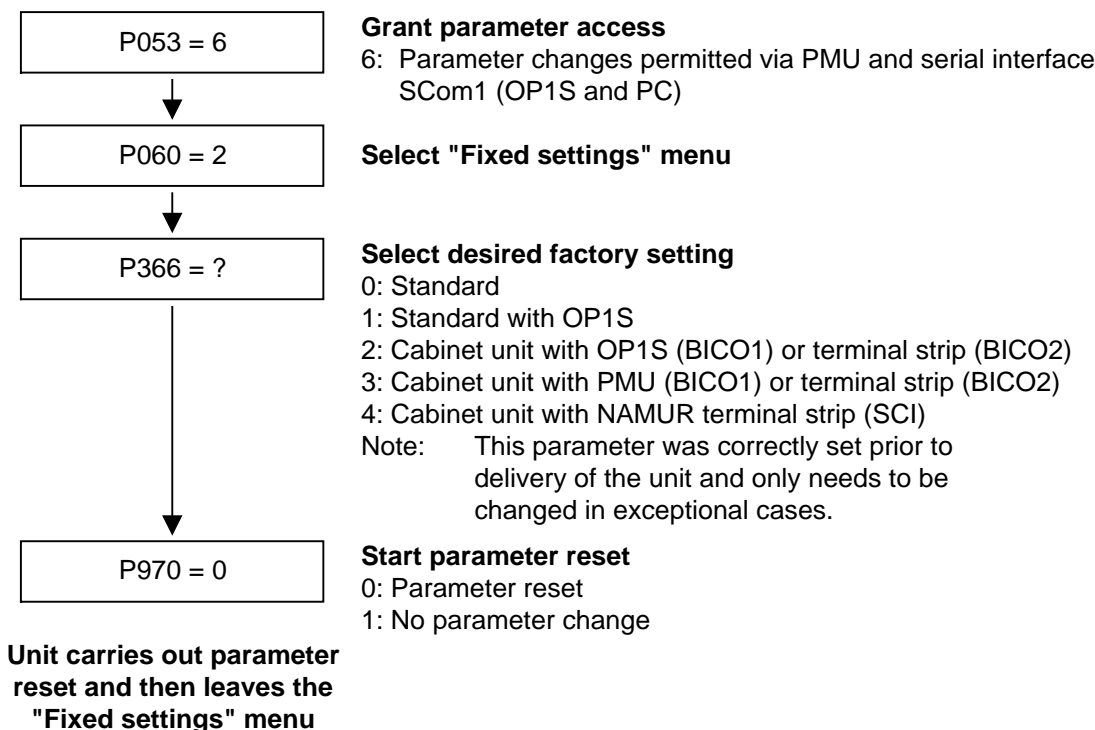 P053 = 6
Grant parameter access
6: Parameter changes permitted via PMU and serial interface
SCom1 (OP1S and PC)
P060 = 2
Select "Fixed settings" menu
P366 = ?
Select desired factory setting
0: Standard
1: Standard with OP1S
2: Cabinet unit with OP1S (BICO1) or terminal strip (BICO2)
3: Cabinet unit with PMU (BICO1) or terminal strip (BICO2)
4: Cabinet unit with NAMUR terminal strip (SCI)
Note: This parameter was correctly set prior to
delivery of the unit and only needs to be
changed in exceptional cases.
P970 = 0
Start parameter reset
0: Parameter reset
1: No parameter change
Unit carries out parameter
reset and then leaves the
"Fixed settings" menu